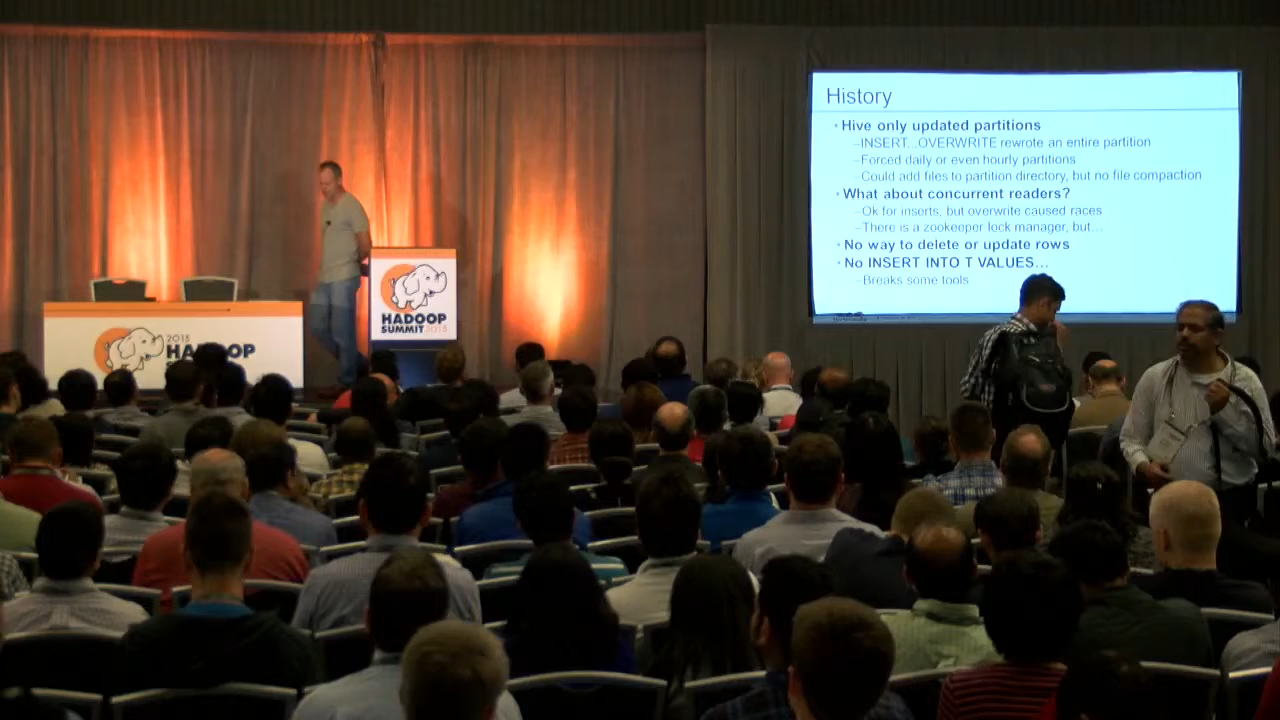 History
Hive only updated partitions
–INSERT...OVERWRITE rewrote an entire partition
–Forced daily or even hourly partitions
–Could add files to partition directory, but no file compaction
What about concurrent readers?
–Ok for inserts, but overwrite caused races
–There is a zookeeper lock manager, but...
No way to delete or update rows
No INSERT INTO T VALUES...
–Breaks some tools
HADOOP
SUMMIT 2015
2015
HADOOP